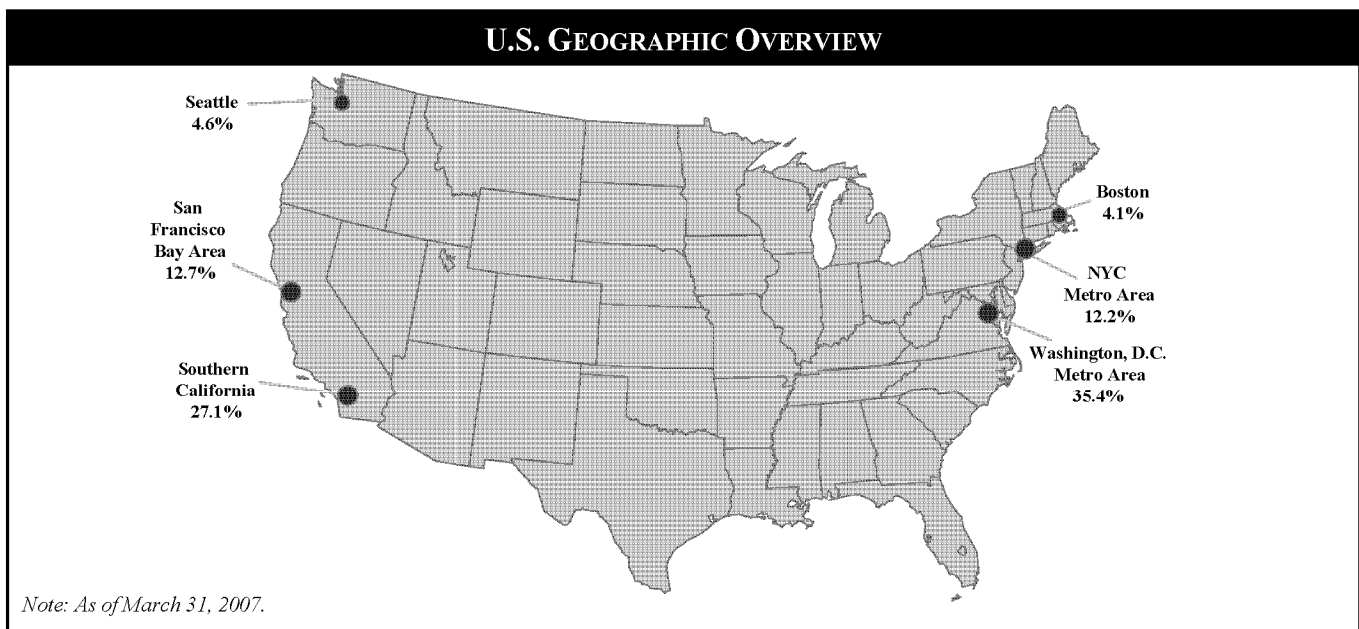 U.S. GEOGRAPHIC OVERVIEW
Seattle
4.6%
San
Francisco
Bay Area
12.7%
Southern
California
27.1%
Boston
4.1%
NYC
Metro Area
12.2%
Washington, D.C.
Metro Area
35.4%
Note: As of March 31, 2007.